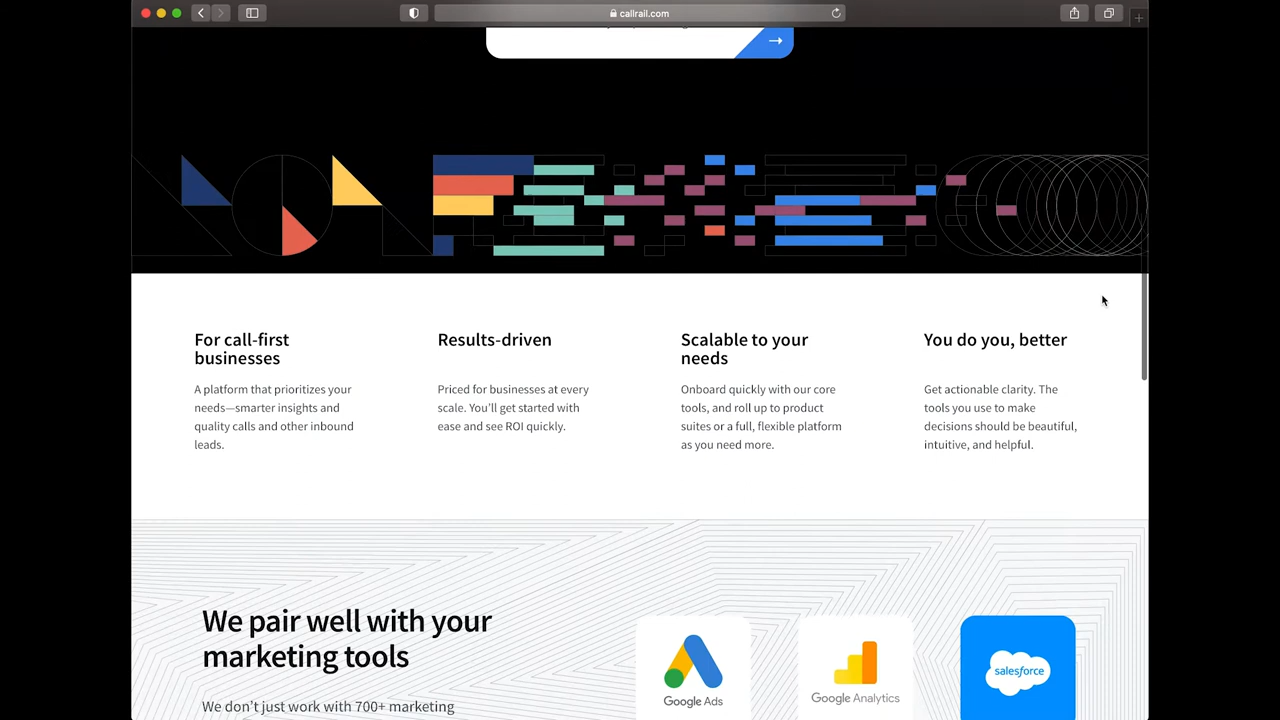 callrail.com
For call-first
businesses
A platform that prioritizes your
needs—smarter insights and
quality calls and other inbound
leads.
Results-driven
Priced for businesses at every
scale. You'll get started with
ease and see ROI quickly.
Scalable to your
needs
Onboard quickly with our core
tools, and roll up to product
suites or a full, flexible platform
as you need more.
You do you, better
Get actionable clarity. The
tools you use to make
decisions should be beautiful,
intuitive, and helpful.
We pair well with your
marketing tools
We don't just work with 700+ marketing
Google Ads
Google Analytics
salesforce